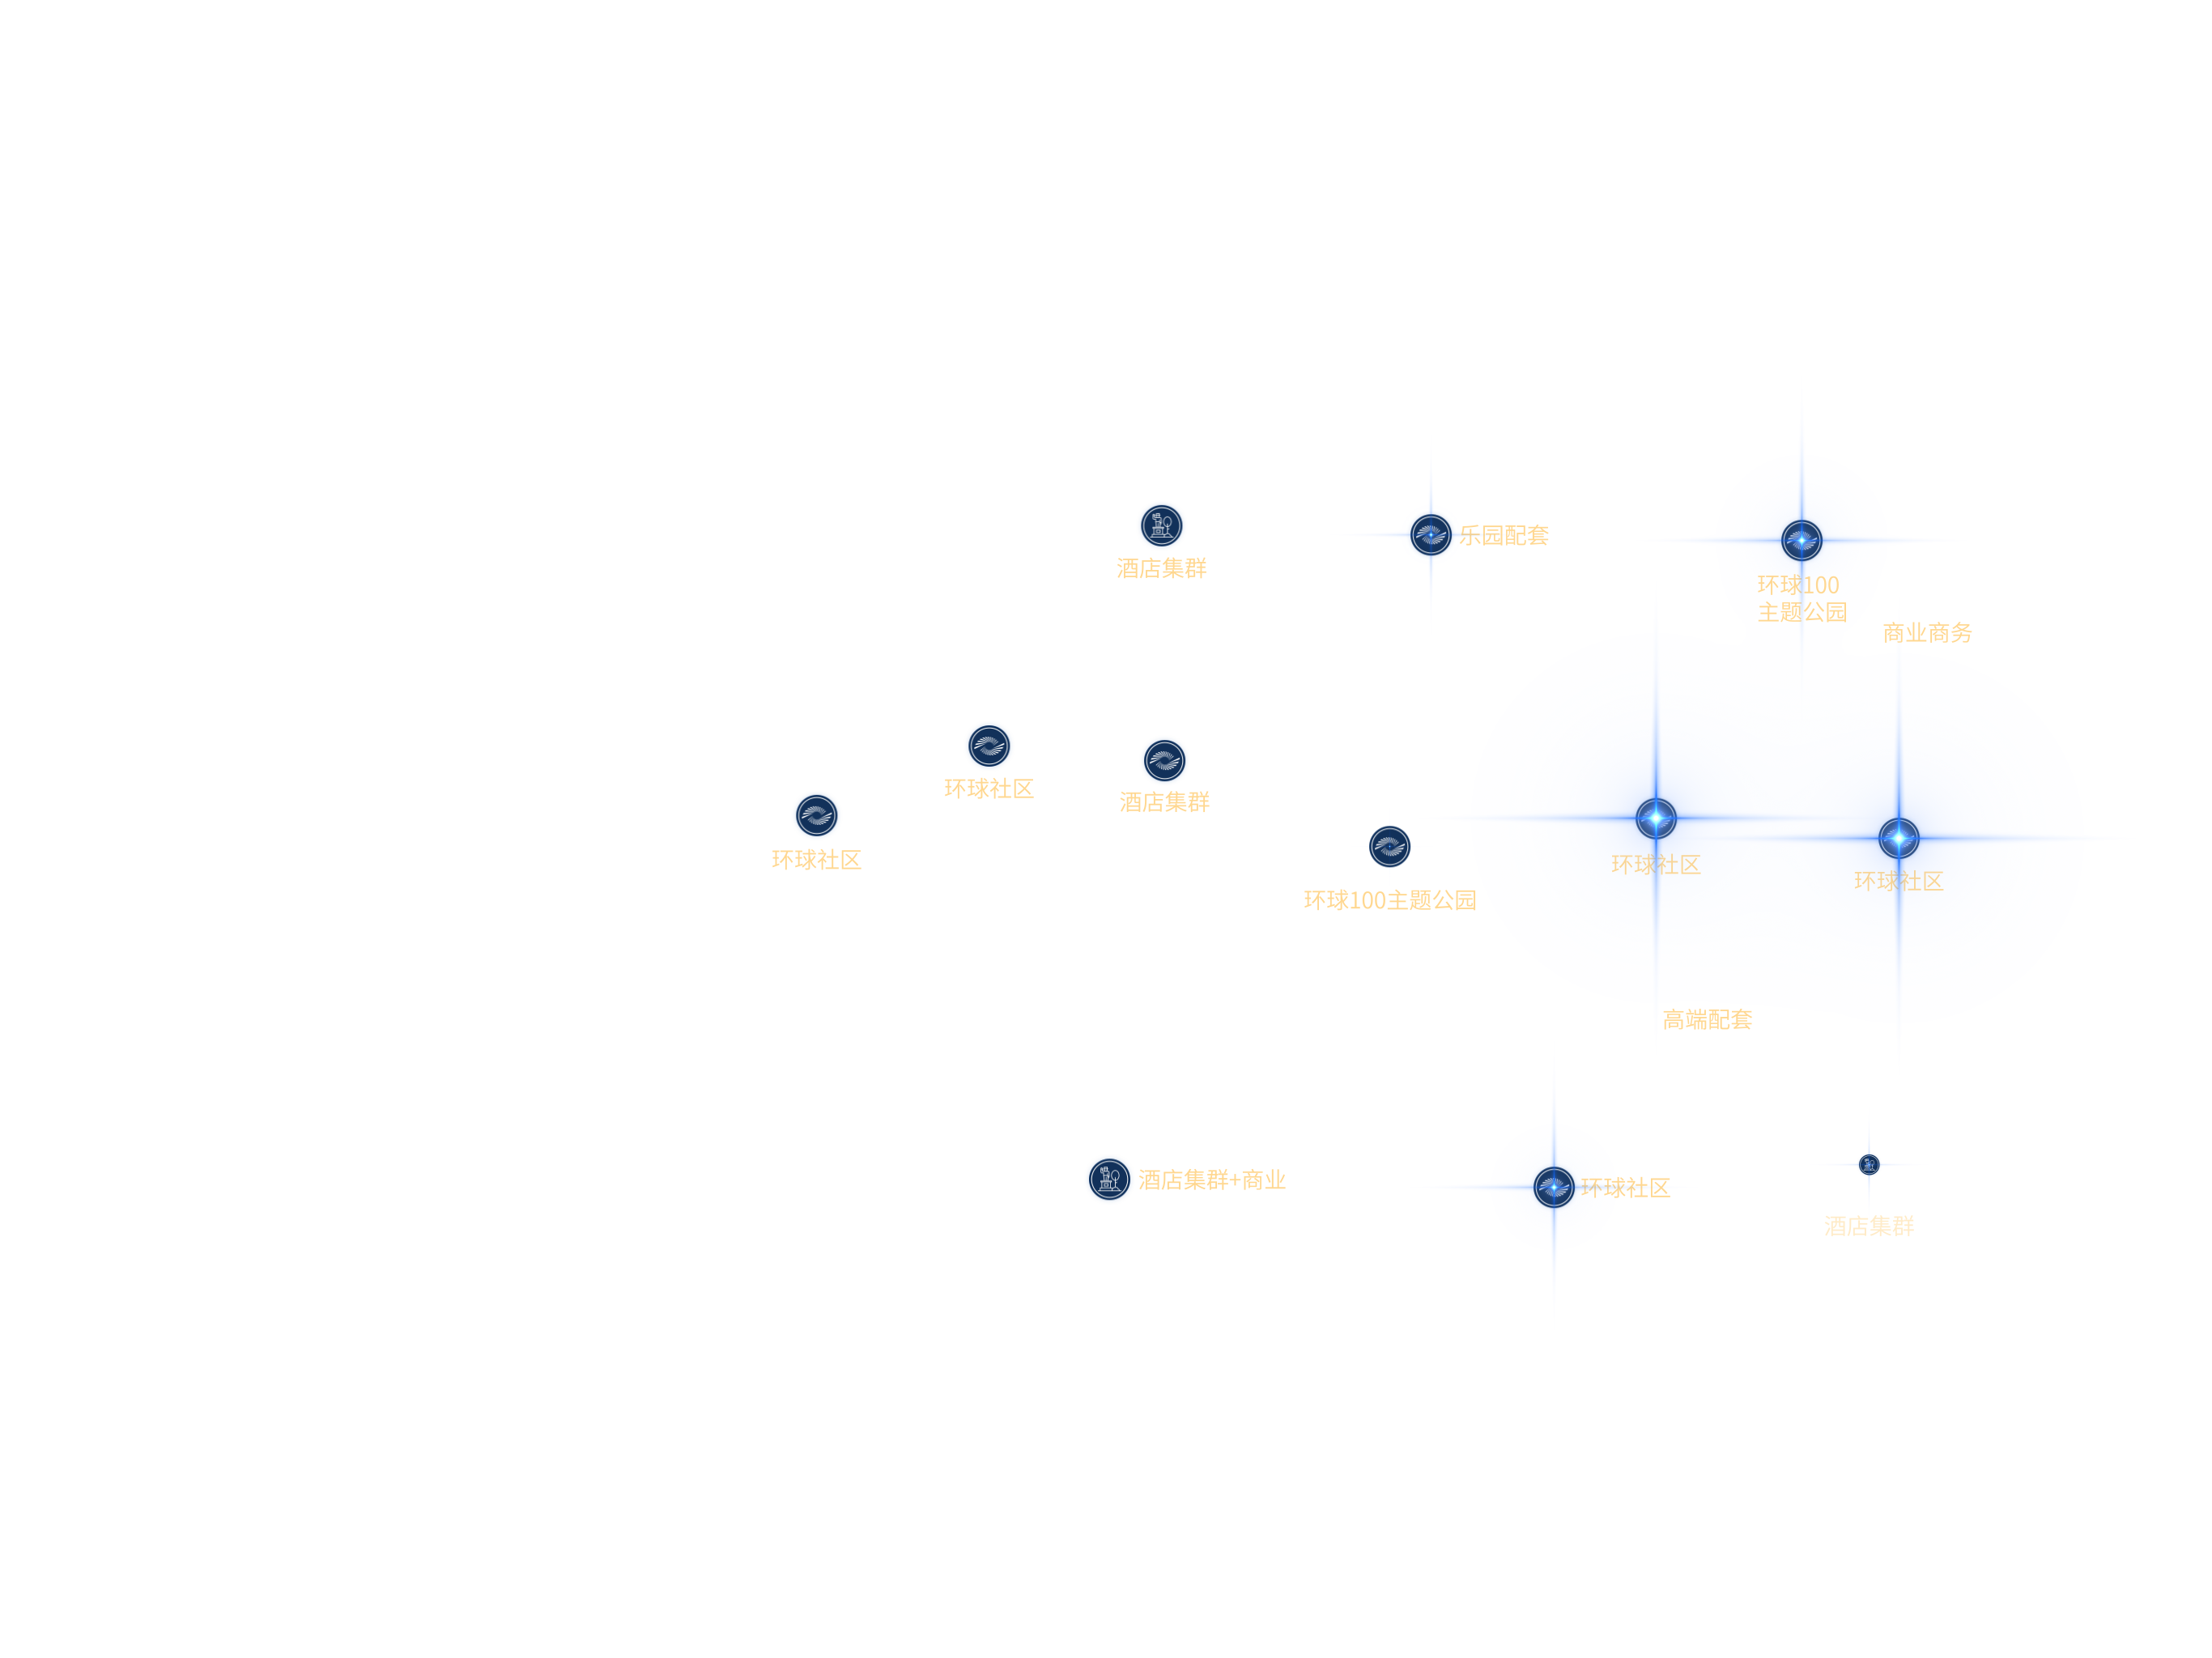 乐园配套
酒店集群
环球100
主题公园
商业商务
环球社区
酒店集群
环球社区
环球社区
环球社区
环球100主题公园
高端配套
酒店集群+商业
环球社区
酒店集群